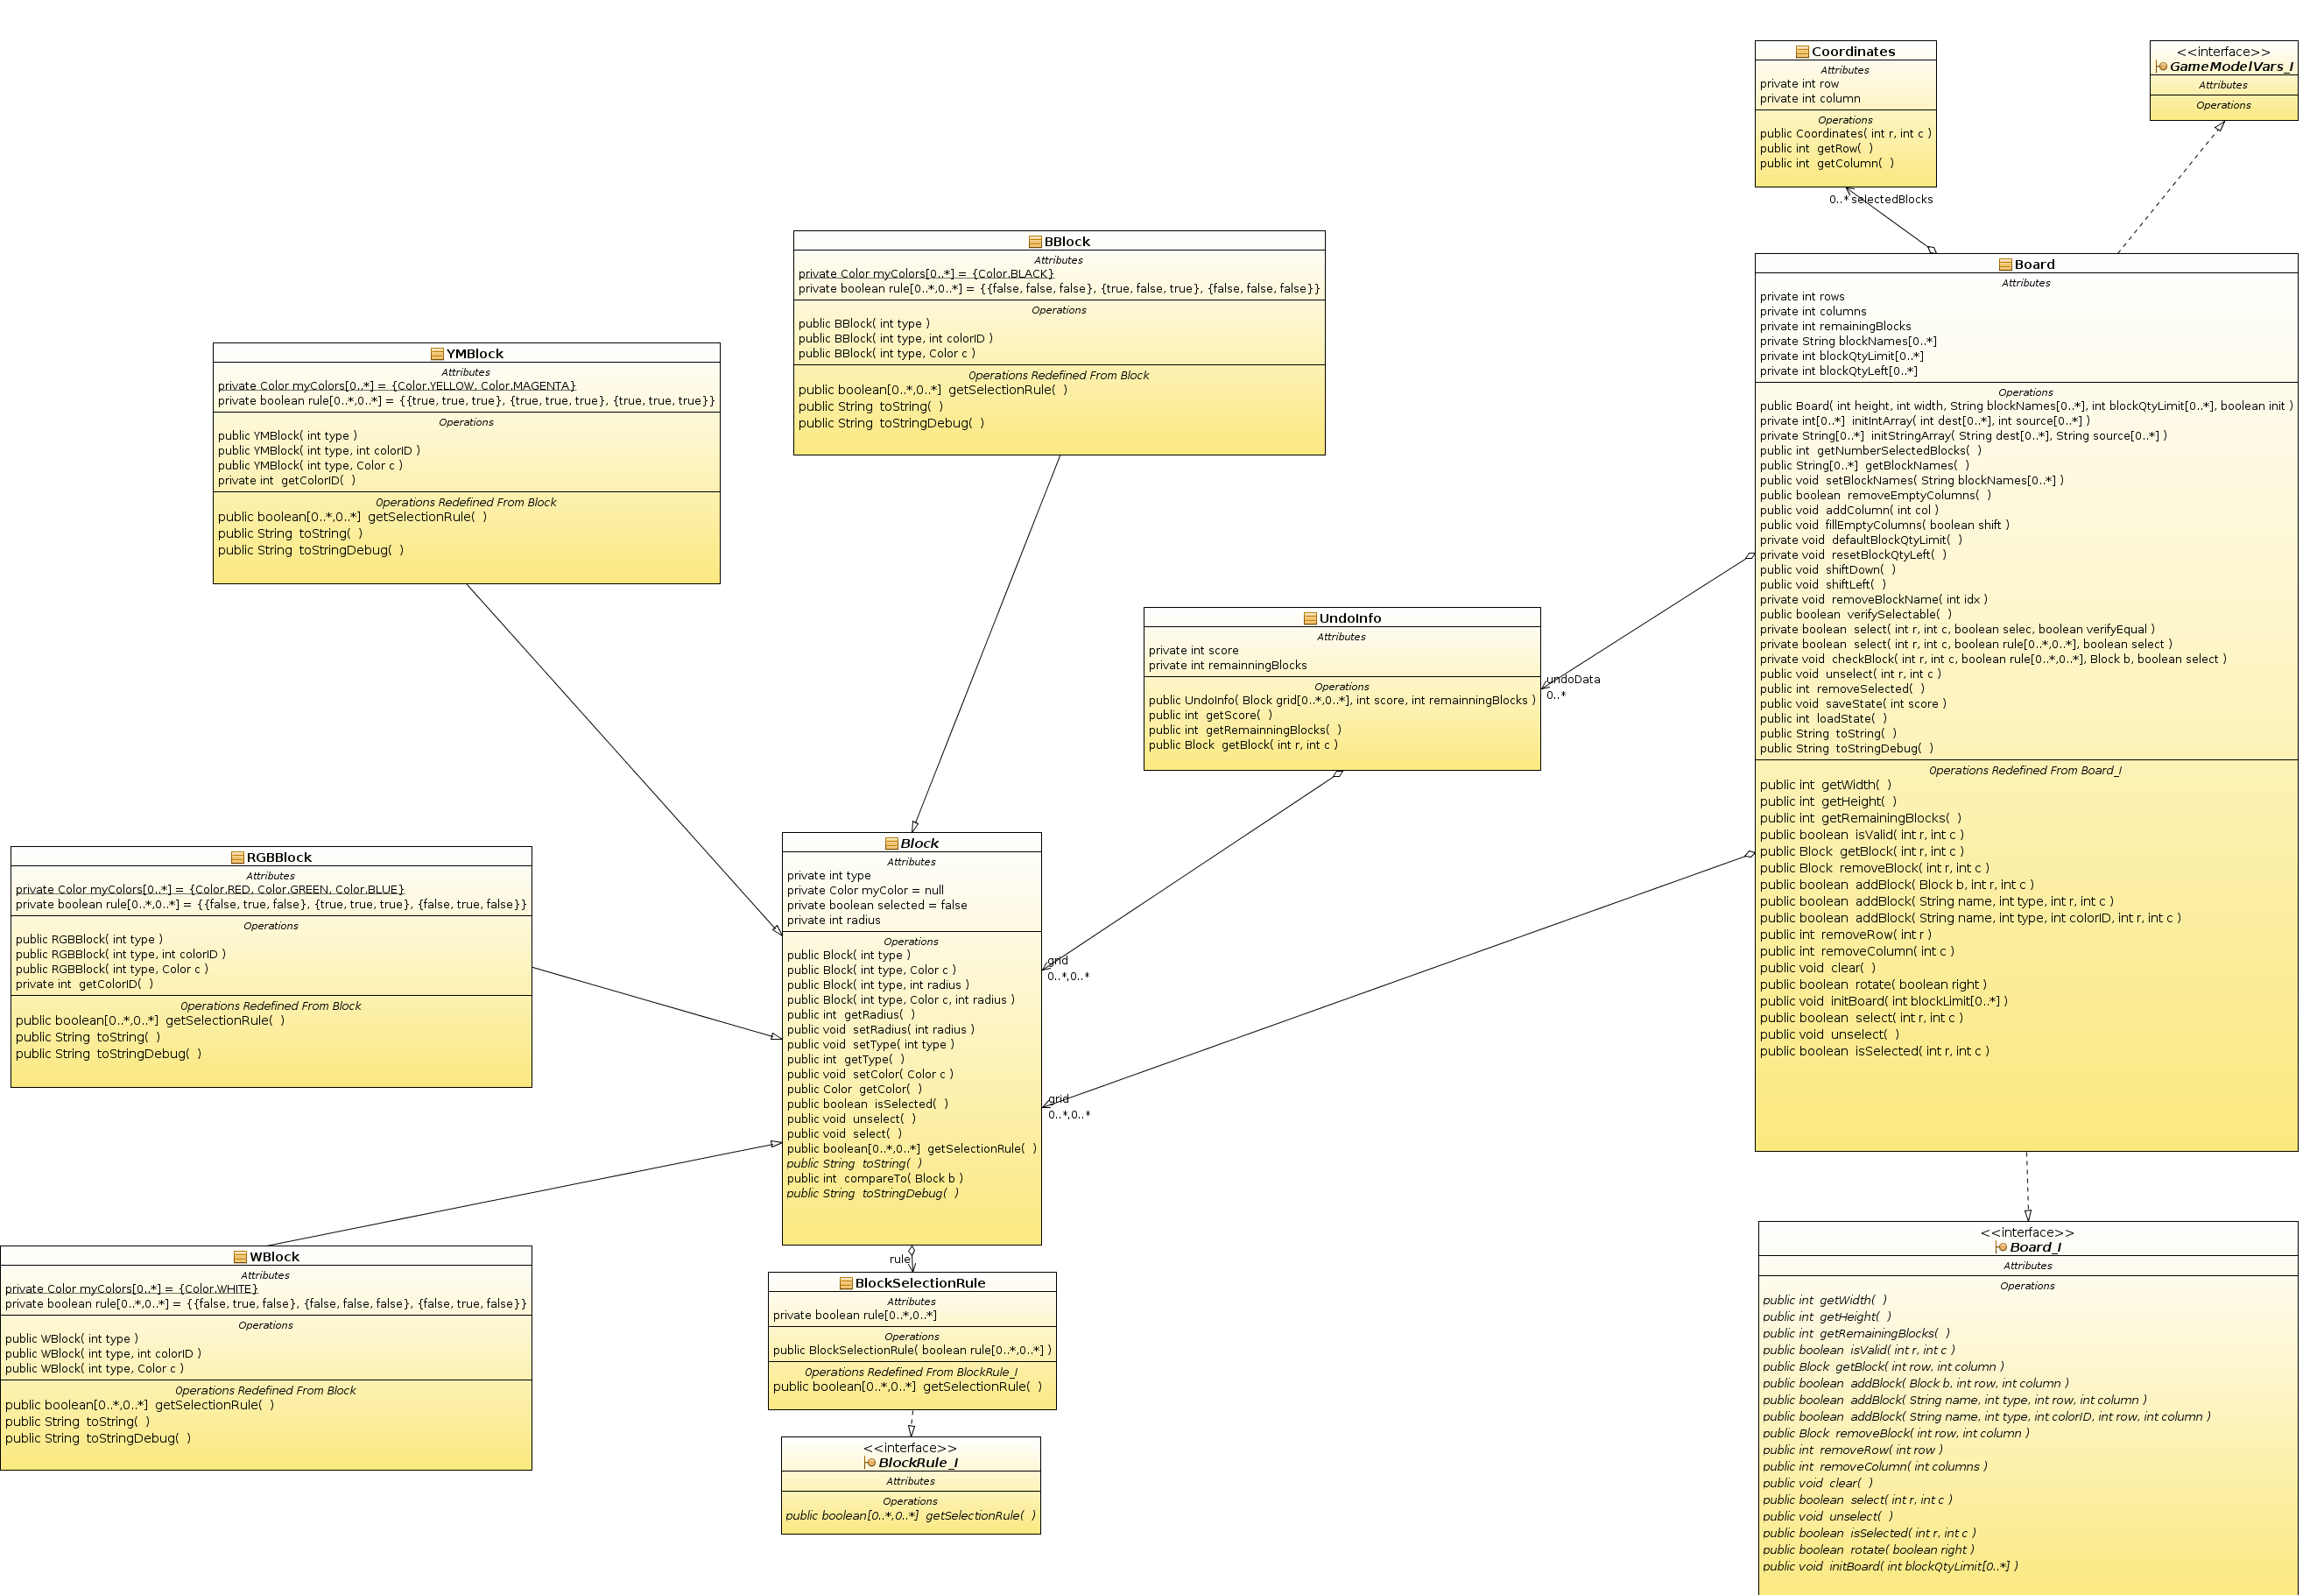 Coordinates
Attributes
private int row
private int column
Operations
public Coordinates( int r, int c )
public int  getRow(  )
public int  getColumn(  )
<<interface>>
GameModelVars_I
Attributes
Operations
0..* selectedBlocks
BBlock
Attributes
private Color myColors[0..*] = {Color.BLACK}
private boolean rule[0..*,0..*] = {{false, false, false}, {true, false, true}, {false, false, false}}
Operations
public BBlock( int type )
public BBlock( int type, int colorID )
public BBlock( int type, Color c )
Operations Redefined From Block
public boolean[0..*,0..*]  getSelectionRule(  )
public String  toString(  )
public String  toStringDebug(  )
Board
Attributes
private int rows
private int columns
private int remainingBlocks
private String blockNames[0..*]
private int blockQtyLimit[0..*]
private int blockQtyLeft[0..*]
Operations
public Board( int height, int width, String blockNames[0..*], int blockQtyLimit[0..*], boolean init )
private int[0..*]  initIntArray( int dest[0..*], int source[0..*] )
private String[0..*]  initStringArray( String dest[0..*], String source[0..*] )
public int  getNumberSelectedBlocks(  )
public String[0..*]  getBlockNames(  )
public void  setBlockNames( String blockNames[0..*] )
public boolean  removeEmptyColumns(  )
public void  addColumn( int col )
public void  fillEmptyColumns( boolean shift )
private void  defaultBlockQtyLimit(  )
private void  resetBlockQtyLeft(  )
public void  shiftDown(  )
public void  shiftLeft(  )
private void  removeBlockName( int idx )
public boolean  verifySelectable(  )
private boolean  select( int r, int c, boolean selec, boolean verifyEqual )
private boolean  select( int r, int c, boolean rule[0..*,0..*], boolean select )
private void  checkBlock( int r, int c, boolean rule[0..*,0..*], Block b, boolean select )
public void  unselect( int r, int c )
public int  removeSelected(  )
public void  saveState( int score )
public int  loadState(  )
public String  toString(  )
public String  toStringDebug(  )
Operations Redefined From Board_I
public int  getWidth(  )
public int  getHeight(  )
public int  getRemainingBlocks(  )
public boolean  isValid( int r, int c )
public Block  getBlock( int r, int c )
public Block  removeBlock( int r, int c )
public boolean  addBlock( Block b, int r, int c )
public boolean  addBlock( String name, int type, int r, int c )
public boolean  addBlock( String name, int type, int colorID, int r, int c )
public int  removeRow( int r )
public int  removeColumn( int c )
public void  clear(  )
public boolean  rotate( boolean right )
public void  initBoard( int blockLimit[0..*] )
public boolean  select( int r, int c )
public void  unselect(  )
public boolean  isSelected( int r, int c )
YMBlock
Attributes
private Color myColors[0..*] = {Color.YELLOW, Color.MAGENTA}
private boolean rule[0..*,0..*] = {{true, true, true}, {true, true, true}, {true, true, true}}
Operations
public YMBlock( int type )
public YMBlock( int type, int colorID )
public YMBlock( int type, Color c )
private int  getColorID(  )
Operations Redefined From Block
public boolean[0..*,0..*]  getSelectionRule(  )
public String  toString(  )
public String  toStringDebug(  )
UndoInfo
Attributes
private int score
private int remainningBlocks
Operations
public UndoInfo( Block grid[0..*,0..*], int score, int remainningBlocks )
public int  getScore(  )
public int  getRemainningBlocks(  )
public Block  getBlock( int r, int c )
undoData
0..*
RGBBlock
Attributes
private Color myColors[0..*] = {Color.RED, Color.GREEN, Color.BLUE}
private boolean rule[0..*,0..*] = {{false, true, false}, {true, true, true}, {false, true, false}}
Operations
public RGBBlock( int type )
public RGBBlock( int type, int colorID )
public RGBBlock( int type, Color c )
private int  getColorID(  )
Operations Redefined From Block
public boolean[0..*,0..*]  getSelectionRule(  )
public String  toString(  )
public String  toStringDebug(  )
Block
Attributes
private int type
private Color myColor = null
private boolean selected = false
private int radius
Operations
public Block( int type )
public Block( int type, Color c )
public Block( int type, int radius )
public Block( int type, Color c, int radius )
public int  getRadius(  )
public void  setRadius( int radius )
public void  setType( int type )
public int  getType(  )
public void  setColor( Color c )
public Color  getColor(  )
public boolean  isSelected(  )
public void  unselect(  )
public void  select(  )
public boolean[0..*,0..*]  getSelectionRule(  )
public String  toString(  )
public int  compareTo( Block b )
public String  toStringDebug(  )
grid
0..*,0..*
grid
0..*,0..*
rule
WBlock
Attributes
private Color myColors[0..*] = {Color.WHITE}
private boolean rule[0..*,0..*] = {{false, true, false}, {false, false, false}, {false, true, false}}
Operations
public WBlock( int type )
public WBlock( int type, int colorID )
public WBlock( int type, Color c )
Operations Redefined From Block
public boolean[0..*,0..*]  getSelectionRule(  )
public String  toString(  )
public String  toStringDebug(  )
BlockSelectionRule
Attributes
private boolean rule[0..*,0..*]
Operations
public BlockSelectionRule( boolean rule[0..*,0..*] )
Operations Redefined From BlockRule_I
public boolean[0..*,0..*]  getSelectionRule(  )
<<interface>>
BlockRule_I
Attributes
Operations
public boolean[0..*,0..*]  getSelectionRule(  )
<<interface>>
Board_I
Attributes
Operations
public int  getWidth(  )
public int  getHeight(  )
public int  getRemainingBlocks(  )
public boolean  isValid( int r, int c )
public Block  getBlock( int row, int column )
public boolean  addBlock( Block b, int row, int column )
public boolean  addBlock( String name, int type, int row, int column )
public boolean  addBlock( String name, int type, int colorID, int row, int column )
public Block  removeBlock( int row, int column )
public int  removeRow( int row )
public int  removeColumn( int columns )
public void  clear(  )
public boolean  select( int r, int c )
public void  unselect(  )
public boolean  isSelected( int r, int c )
public boolean  rotate( boolean right )
public void  initBoard( int blockQtyLimit[0..*] )